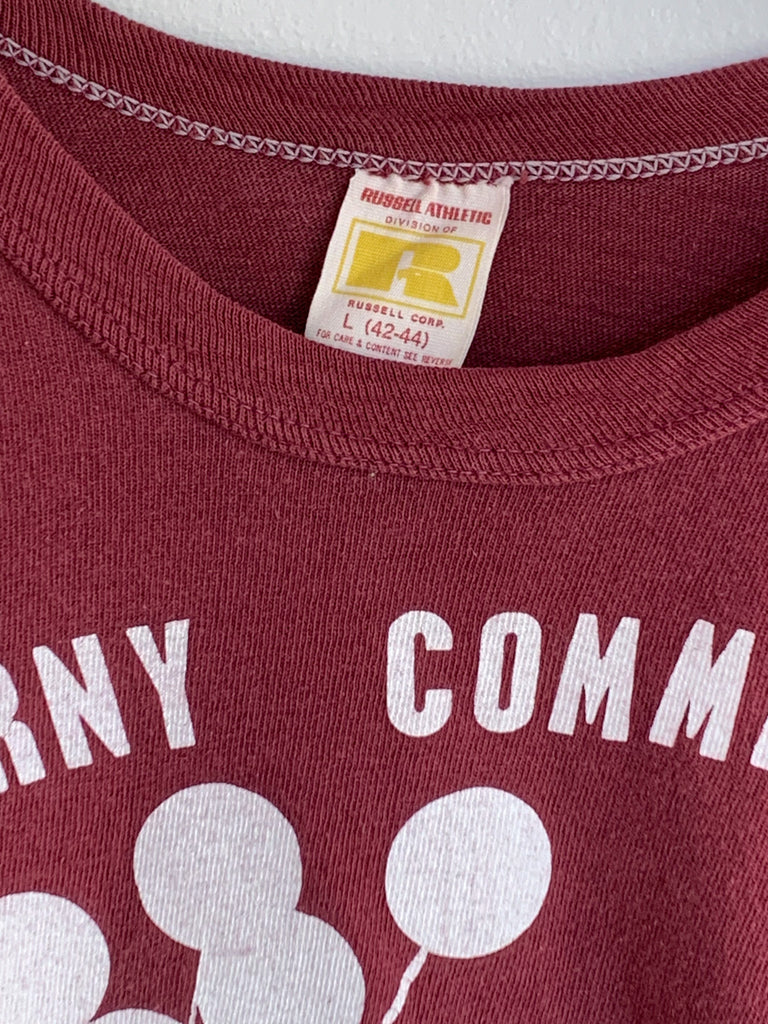 RUSSELL ATHLETIC
DIVISION OF
R
RUSSELL CORP.
L (42-44)
FOR CARE & CONTENT SEE REVERSE
RNY COMM